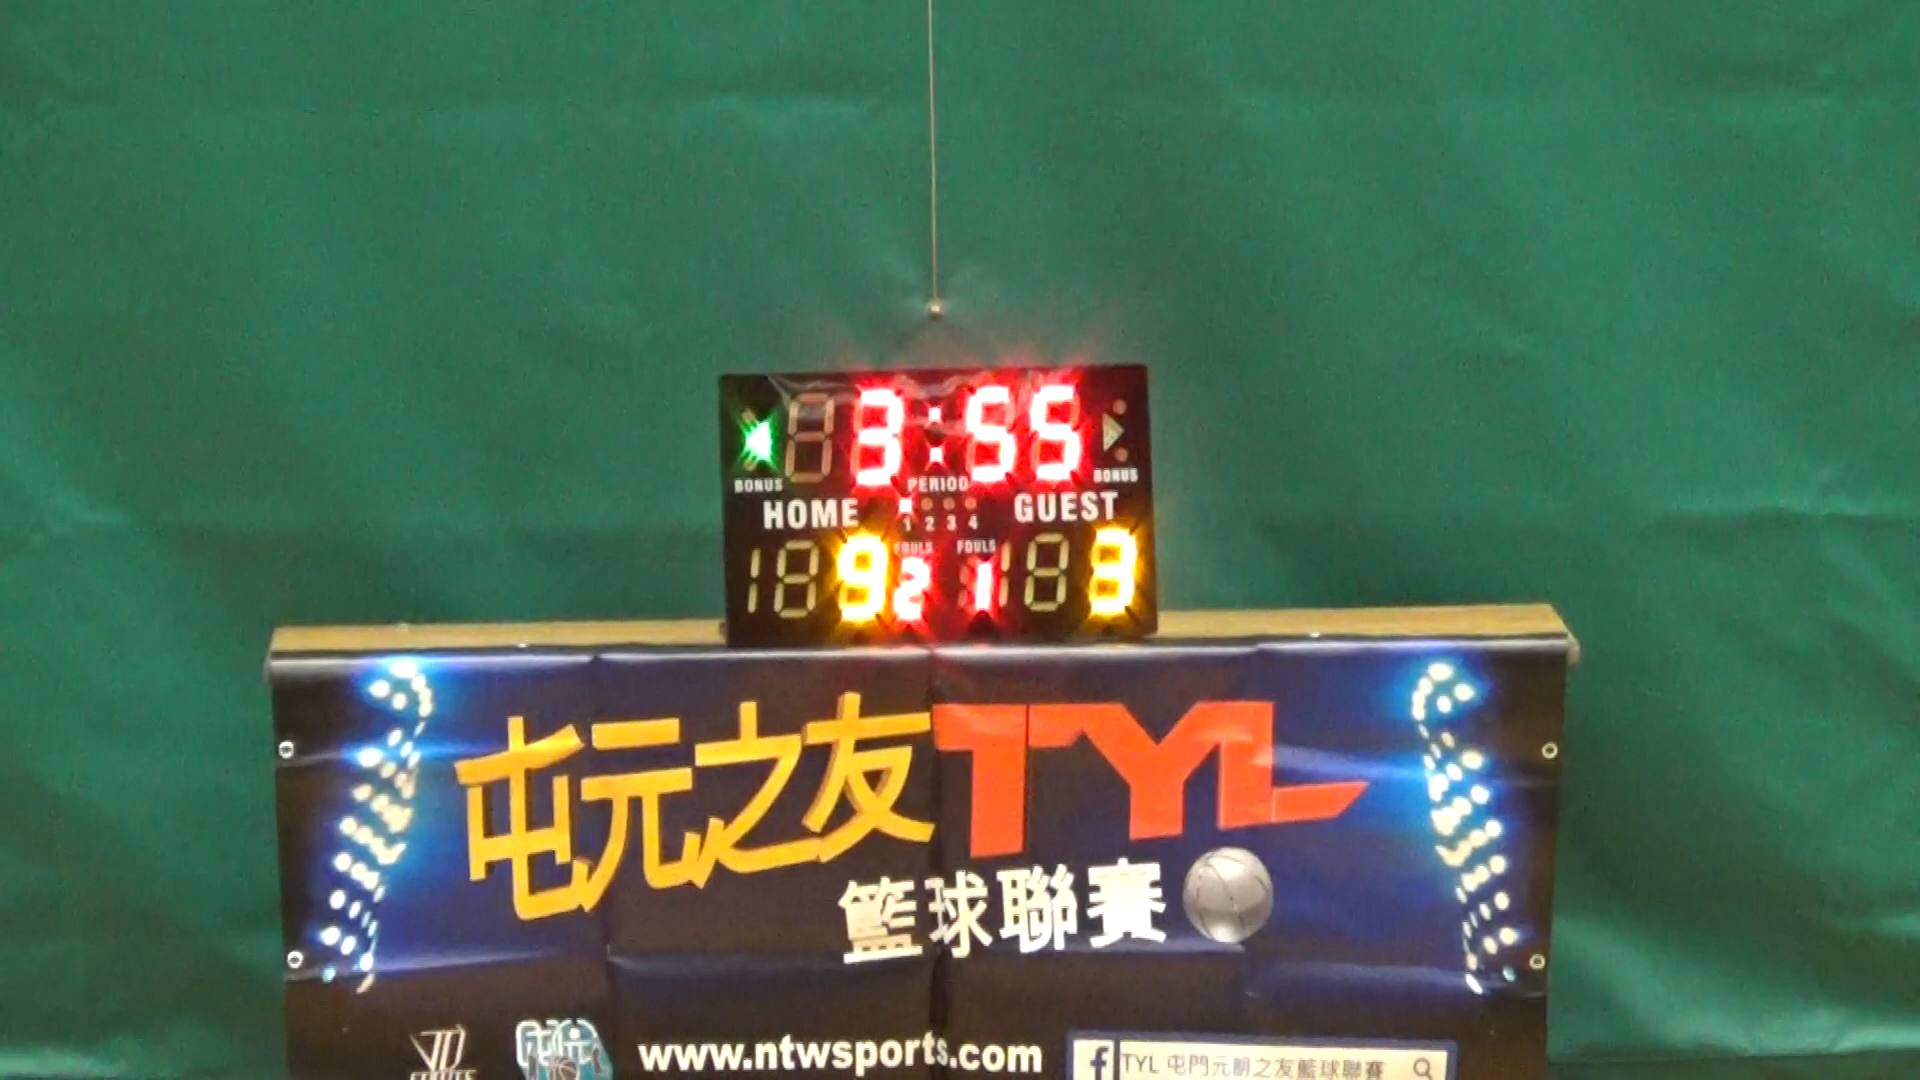 3:55
BONUS PERIOD BONUS
HOME GUEST
1 2 3 4
FOULS FOULS
9 2 1 3
屯元之友TYL
籃球聯賽
www.ntwsports.com
f TYL 屯門元朗之友籃球聯賽